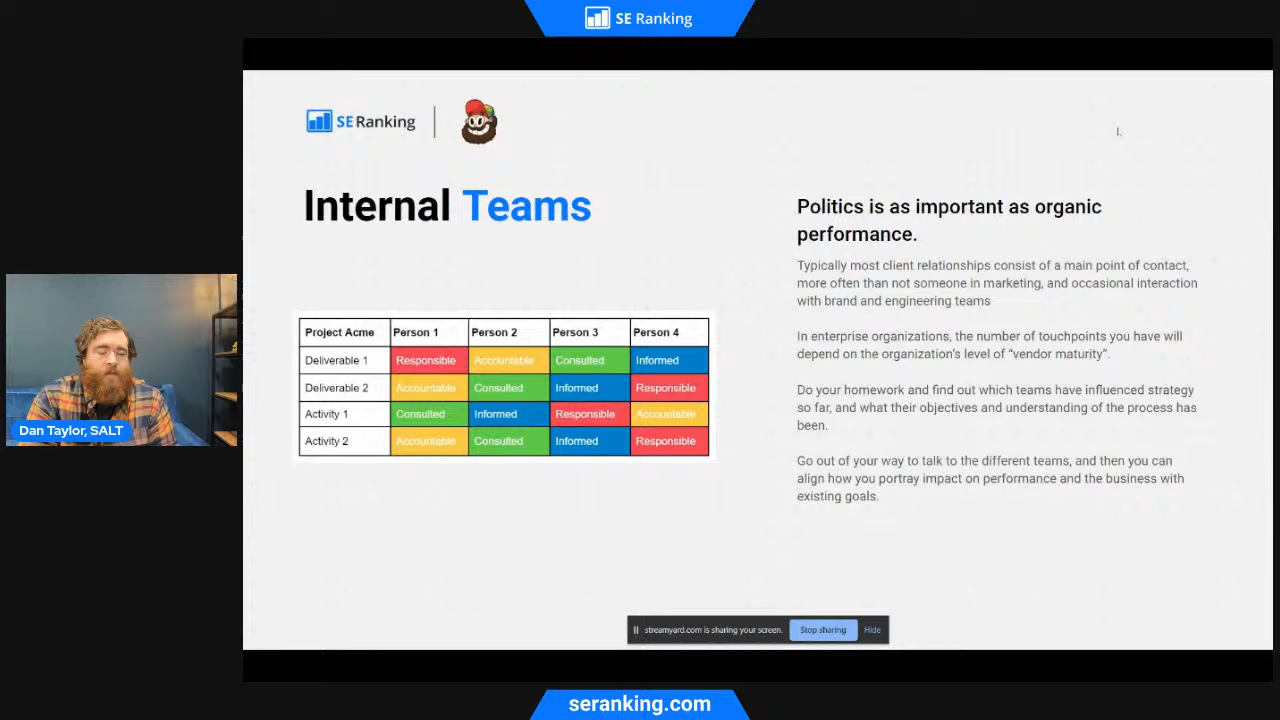 SE Ranking
SE Ranking
Internal Teams
Project Acme Person 1 Person 2 Person 3 Person 4
Deliverable 1 Responsible Accountable Consulted Informed
Deliverable 2 Accountable Consulted Informed Responsible
Activity 1 Consulted Informed Responsible Accountable
Activity 2 Accountable Consulted Informed Responsible
Politics is as important as organic
performance.
Typically most client relationships consist of a main point of contact,
more often than not someone in marketing, and occasional interaction
with brand and engineering teams
In enterprise organizations, the number of touchpoints you have will
depend on the organization's level of “vendor maturity”.
Do your homework and find out which teams have influenced strategy
so far, and what their objectives and understanding of the process has
been.
Go out of your way to talk to the different teams, and then you can
align how you portray impact on performance and the business with
existing goals.
Dan Taylor, SALT
streamyard.com is sharing your screen. Stop sharing Hide
seranking.com